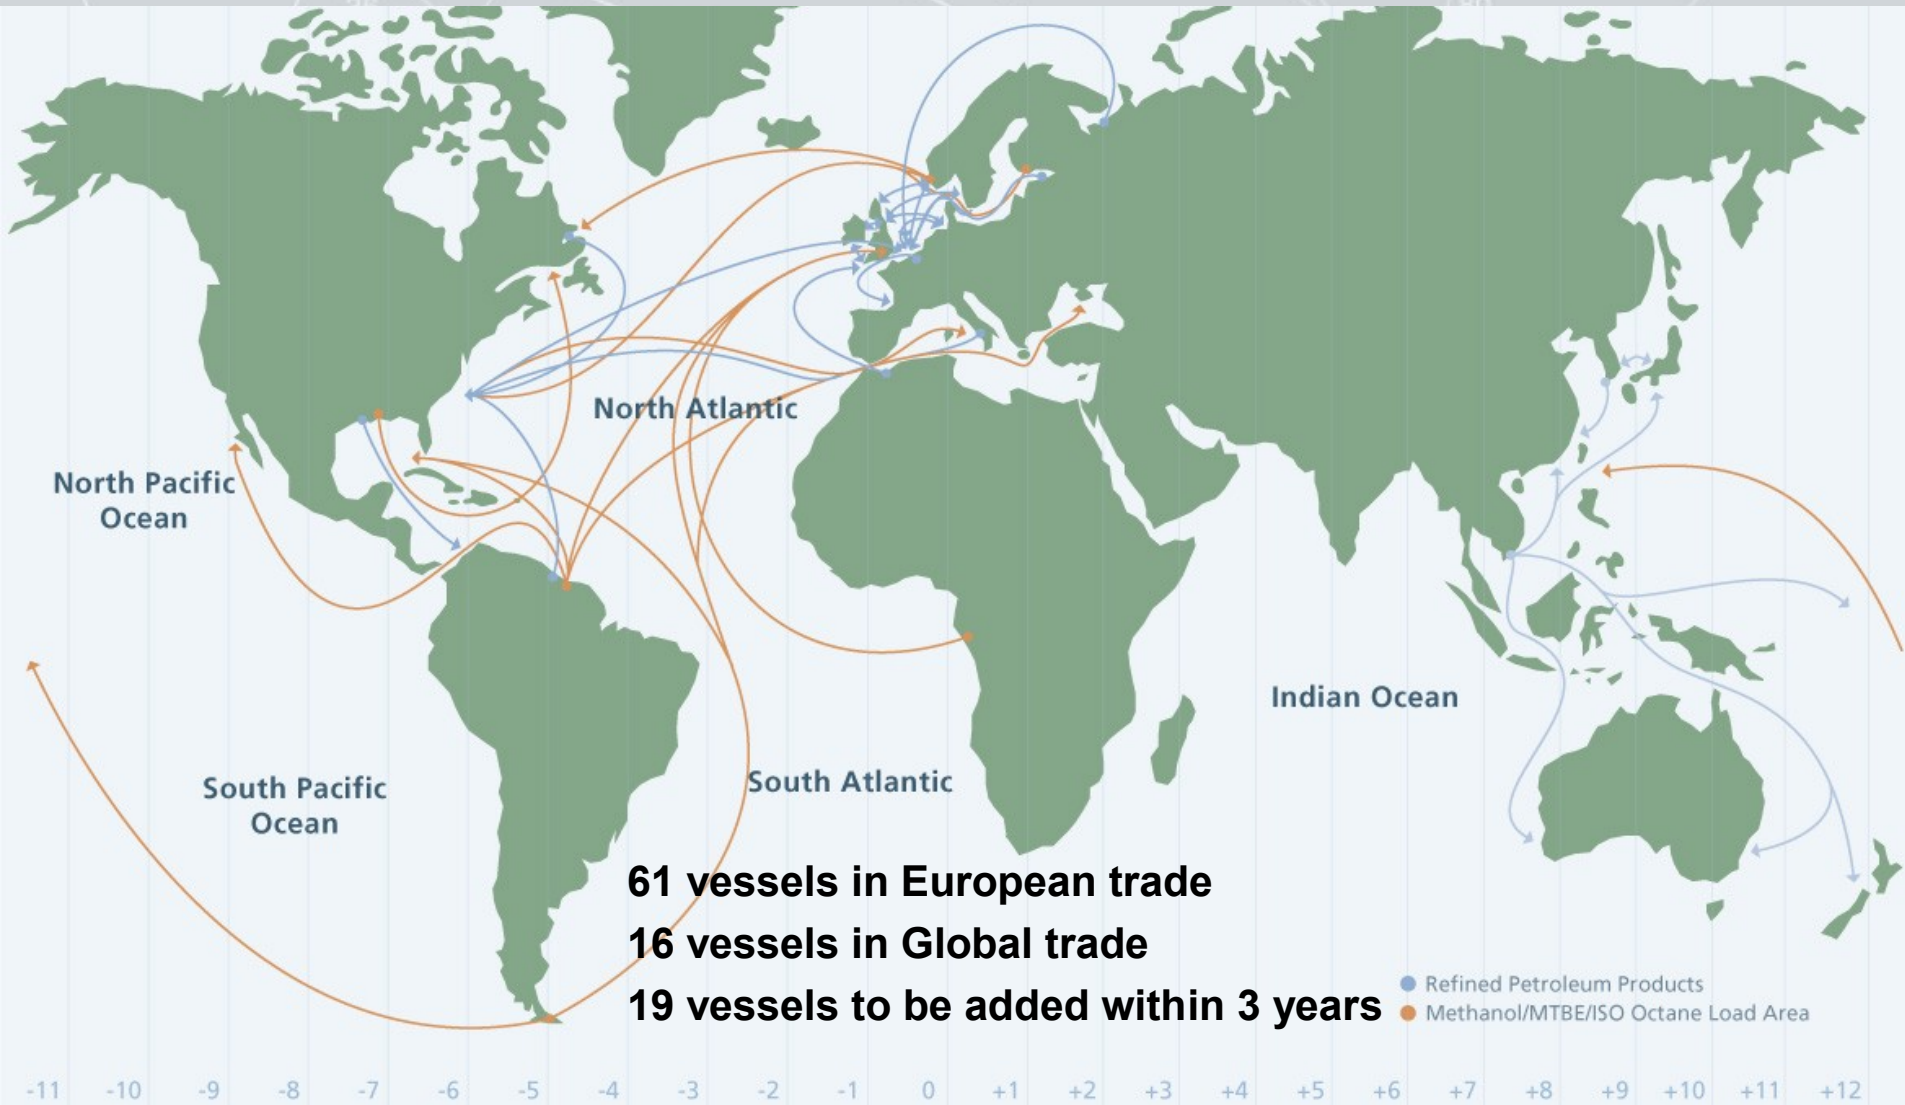 North Atlantic
North Pacific
Ocean
Indian Ocean
South Pacific
Ocean
South Atlantic
61 vessels in European trade
16 vessels in Global trade
19 vessels to be added within 3 years
Refined Petroleum Products
Methanol/MTBE/ISO Octane Load Area
-11 -10 -9 -8 -7 -6 -5 -4 -3 -2 -1 0 +1 +2 +3 +4 +5 +6 +7 +8 +9 +10 +11 +12